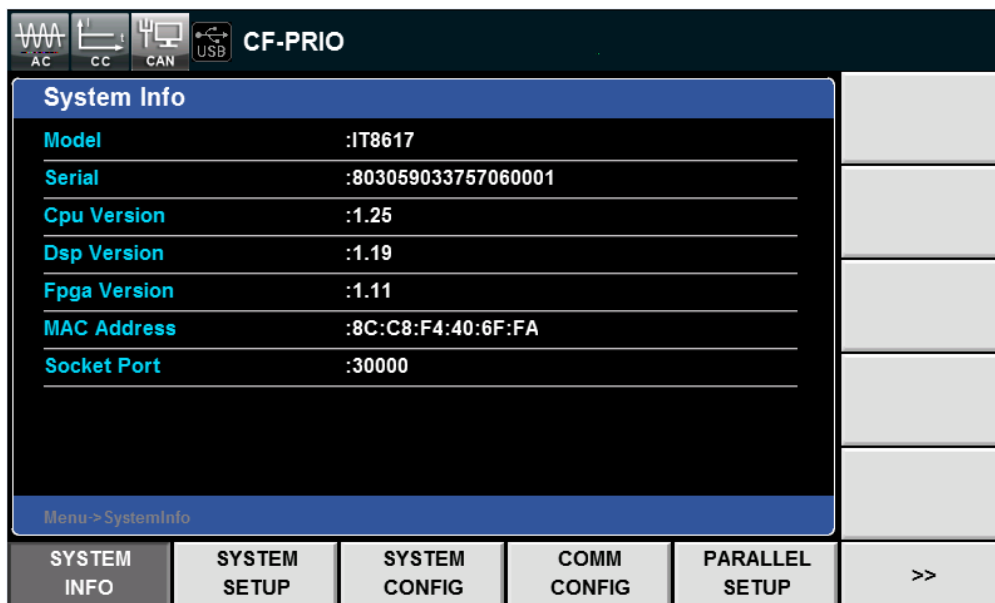 AC CC t CAN USB CF-PRIO
System Info
Model :IT8617
Serial :803059033757060001
Cpu Version :1.25
Dsp Version :1.19
Fpga Version :1.11
MAC Address :8C:C8:F4:40:6F:FA
Socket Port :30000
Menu->SystemInfo
SYSTEM INFO
SYSTEM SETUP
SYSTEM CONFIG
COMM CONFIG
PARALLEL SETUP
>>